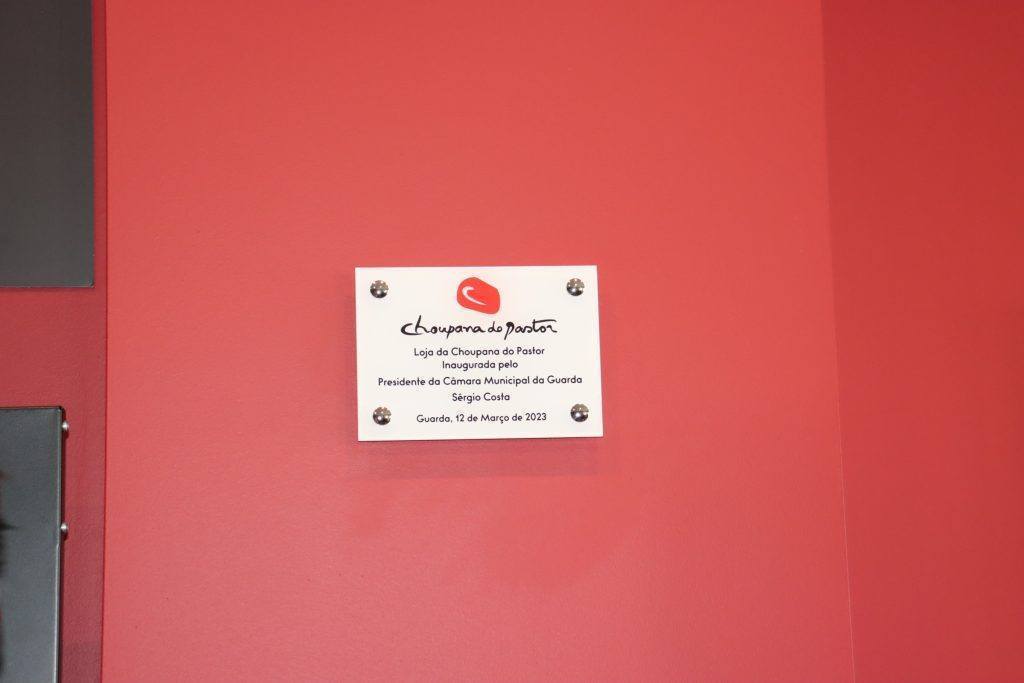 choupana do pastor
Loja da Choupana do Pastor
Inaugurada pelo
Presidente da Câmara Municipal da Guarda
Sérgio Costa
Guarda, 12 de Março de 2023